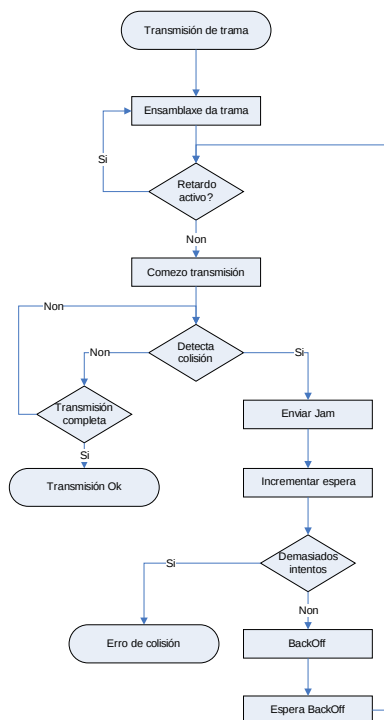 Transmisión de trama
Ensamblaxe da trama
Si
Retardo
activo?
Non
Comezo transmisión
Non
Detecta
colisión
Non
Si
Transmisión
completa
Enviar Jam
Si
Transmisión Ok
Incrementar espera
Demasiados
intentos
Si
Non
Erro de colisión
BackOff
Espera BackOff